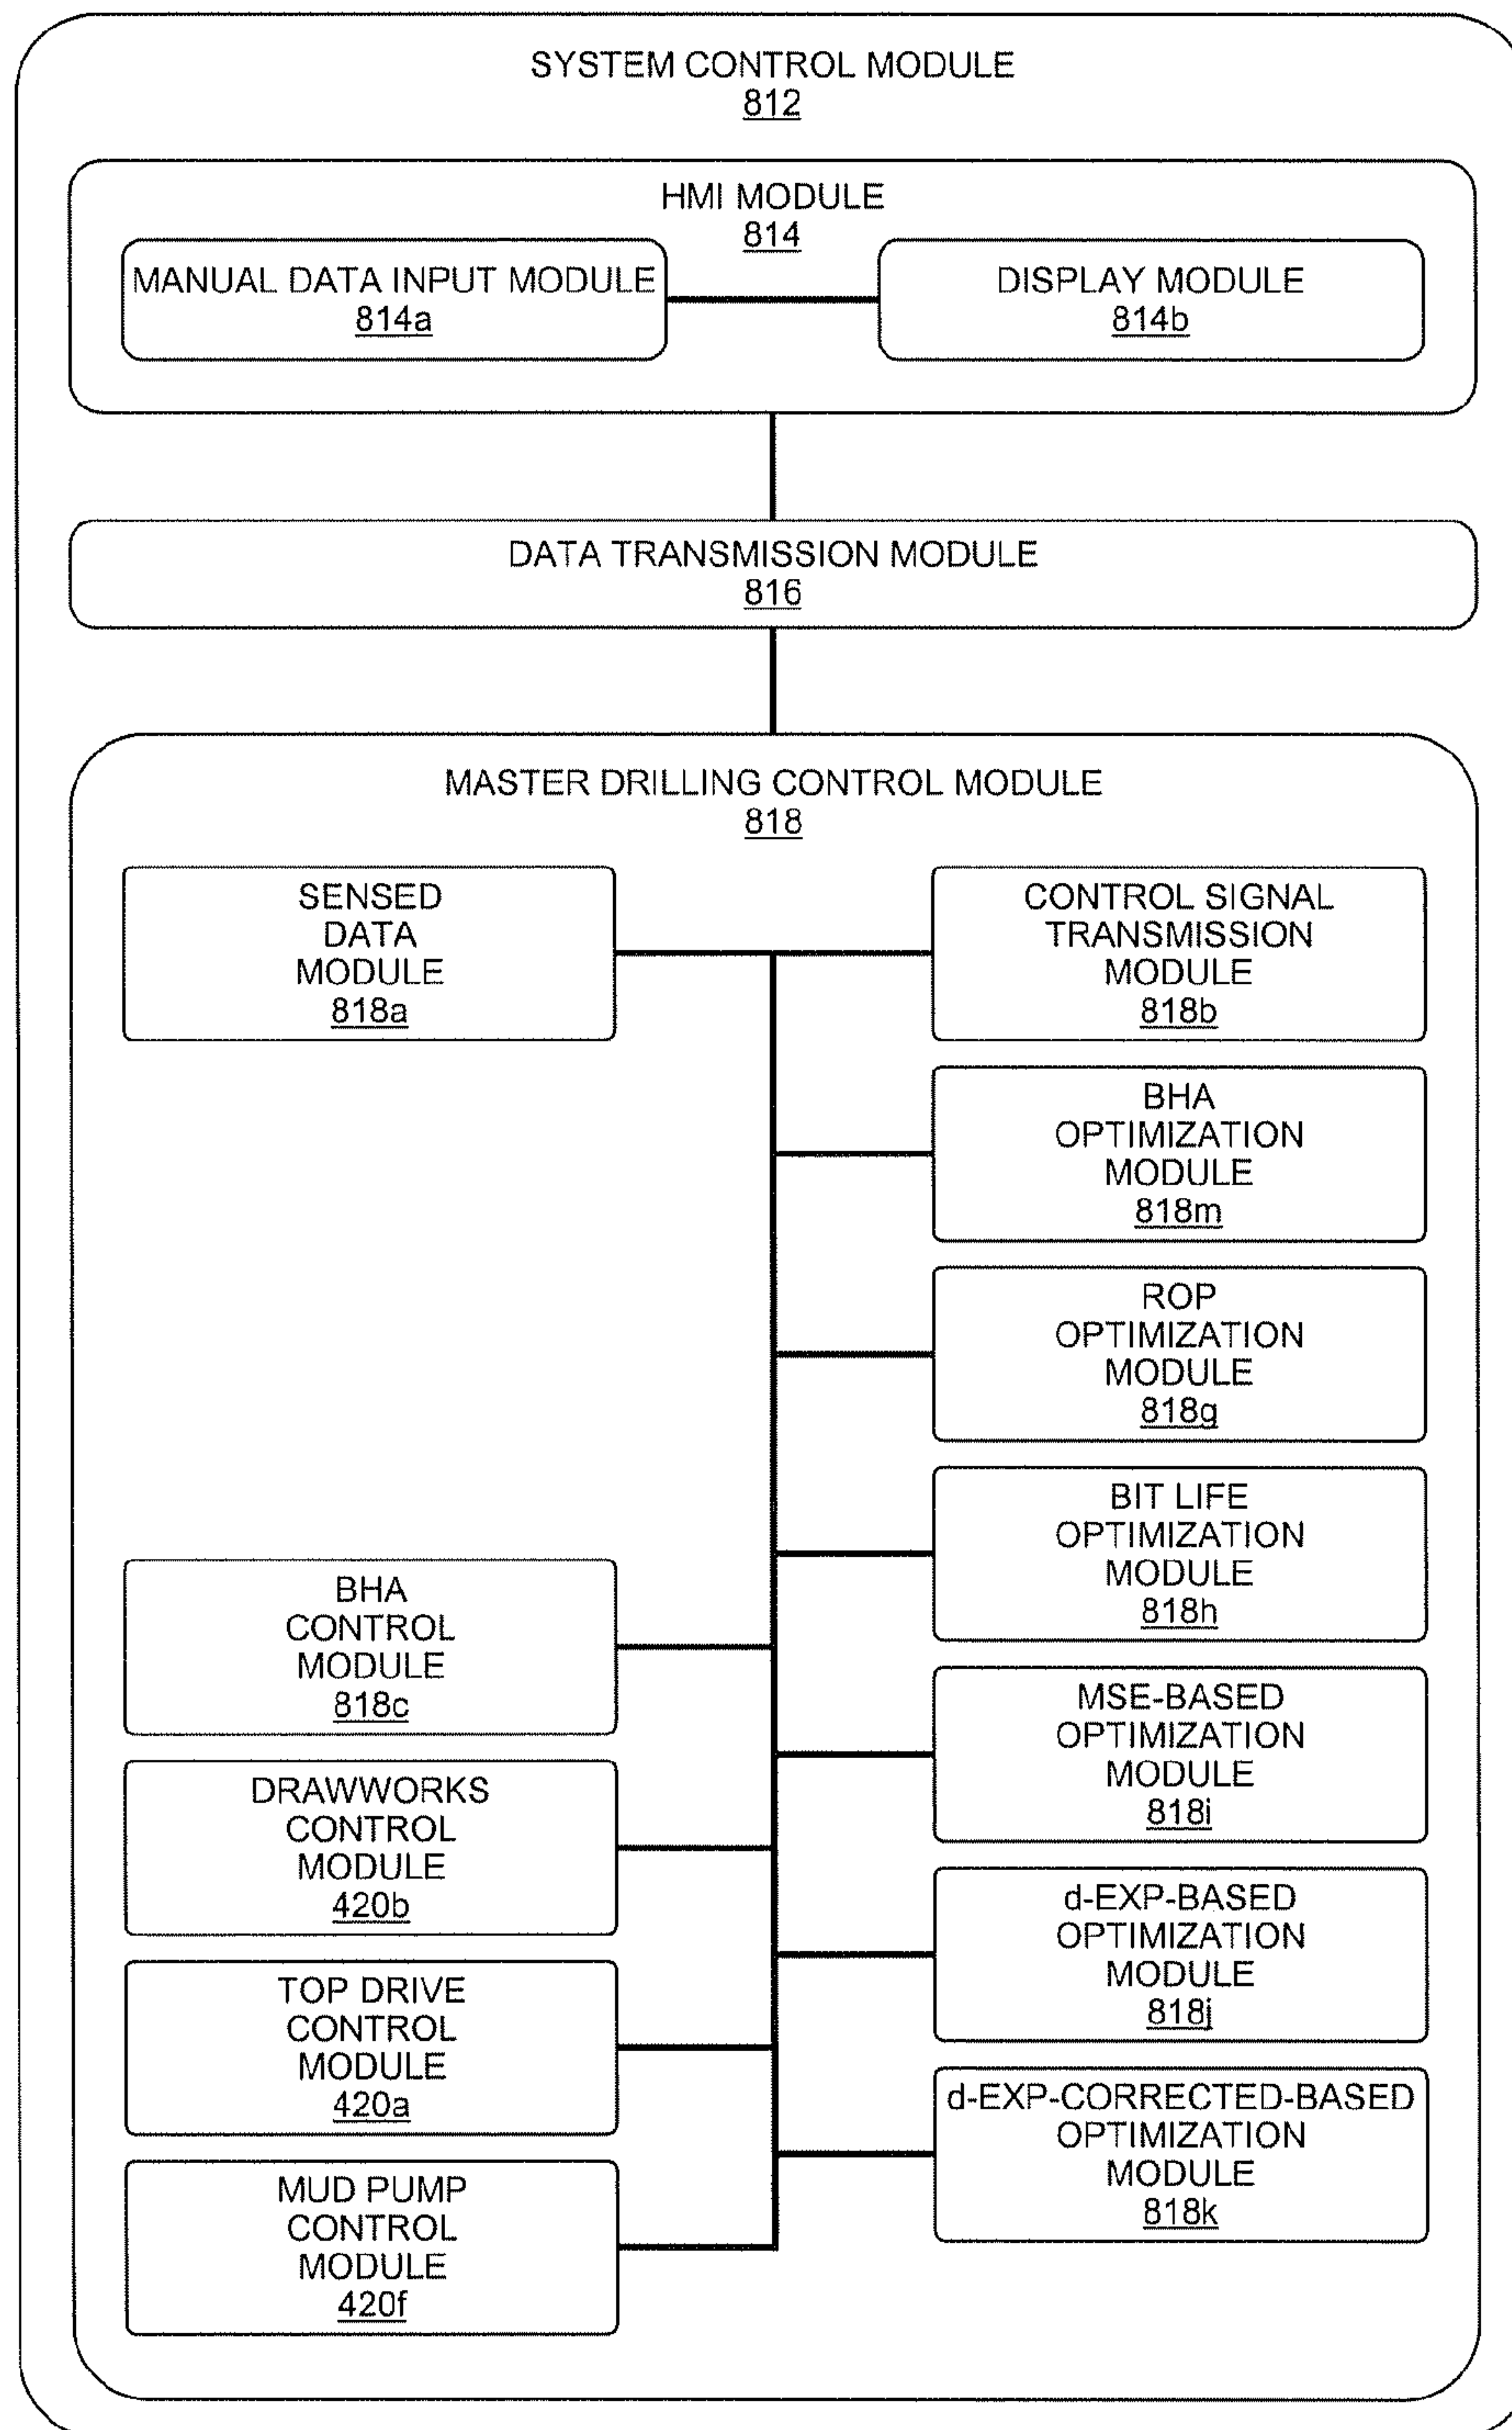 SYSTEM CONTROL MODULE
812
HMI MODULE
814
MANUAL DATA INPUT MODULE
814a
DISPLAY MODULE
814b
DATA TRANSMISSION MODULE
816
MASTER DRILLING CONTROL MODULE
818
SENSED
DATA
MODULE
818a
CONTROL SIGNAL
TRANSMISSION
MODULE
818b
BHA
OPTIMIZATION
MODULE
818m
ROP
OPTIMIZATION
MODULE
818g
BIT LIFE
OPTIMIZATION
MODULE
818h
BHA
CONTROL
MODULE
818c
MSE-BASED
OPTIMIZATION
MODULE
818i
DRAWWORKS
CONTROL
MODULE
420b
d-EXP-BASED
OPTIMIZATION
MODULE
818j
TOP DRIVE
CONTROL
MODULE
420a
d-EXP-CORRECTED-BASED
OPTIMIZATION
MODULE
818k
MUD PUMP
CONTROL
MODULE
420f